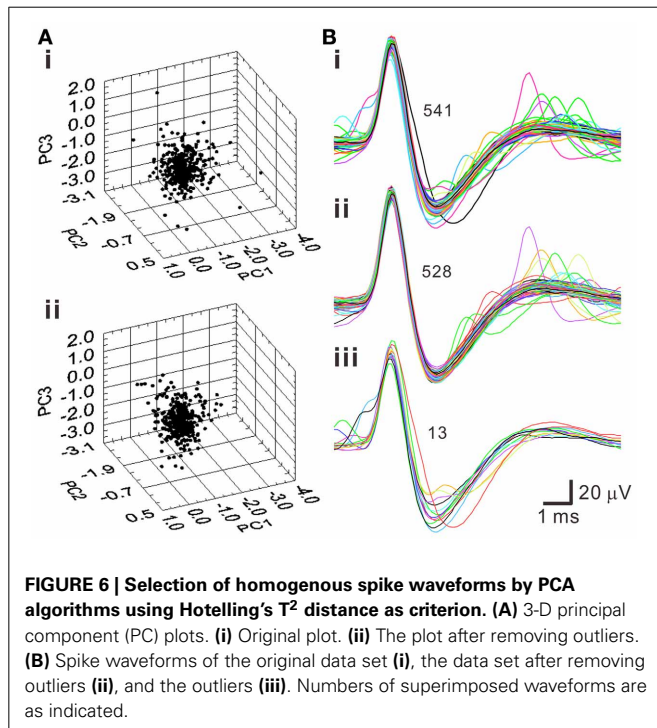 A
B
i
2.0
1.0
0.0
-1.0
-2.0
-3.0
-3.1
PC3
-1.9
-0.7
0.5
PC2
1.0
0.0
-1.0
-2.0
-3.0
-4.0
PC1
ii
2.0
1.0
0.0
-1.0
-2.0
-3.0
-3.1
PC3
-1.9
-0.7
0.5
PC2
1.0
0.0
-1.0
-2.0
-3.0
-4.0
PC1
i
541
ii
528
iii
13
20 μV
1 ms
FIGURE 6 | Selection of homogenous spike waveforms by PCA
algorithms using Hotelling's T² distance as criterion. (A) 3-D principal
component (PC) plots. (i) Original plot. (ii) The plot after removing outliers.
(B) Spike waveforms of the original data set (i), the data set after removing
outliers (ii), and the outliers (iii). Numbers of superimposed waveforms are
as indicated.